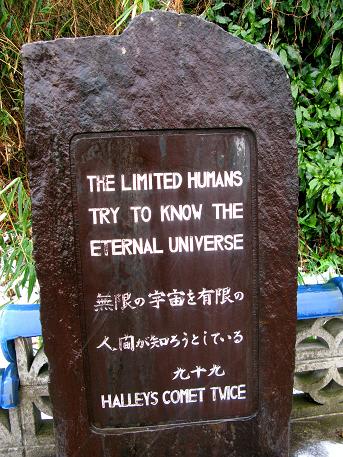 THE LIMITED HUMANS
TRY TO KNOW THE
ETERNAL UNIVERSE
無限の宇宙を有限の
人間が知ろうとしている
九十九
HALLEYS COMET TWICE